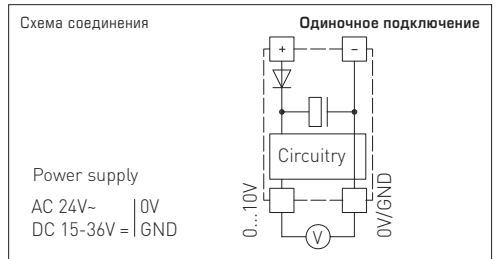 Схема соединения
Одиночное подключение
+ −
Circuitry
Power supply
AC 24V~ | 0V
DC 15-36V = | GND
0...10V
0V/GND
V